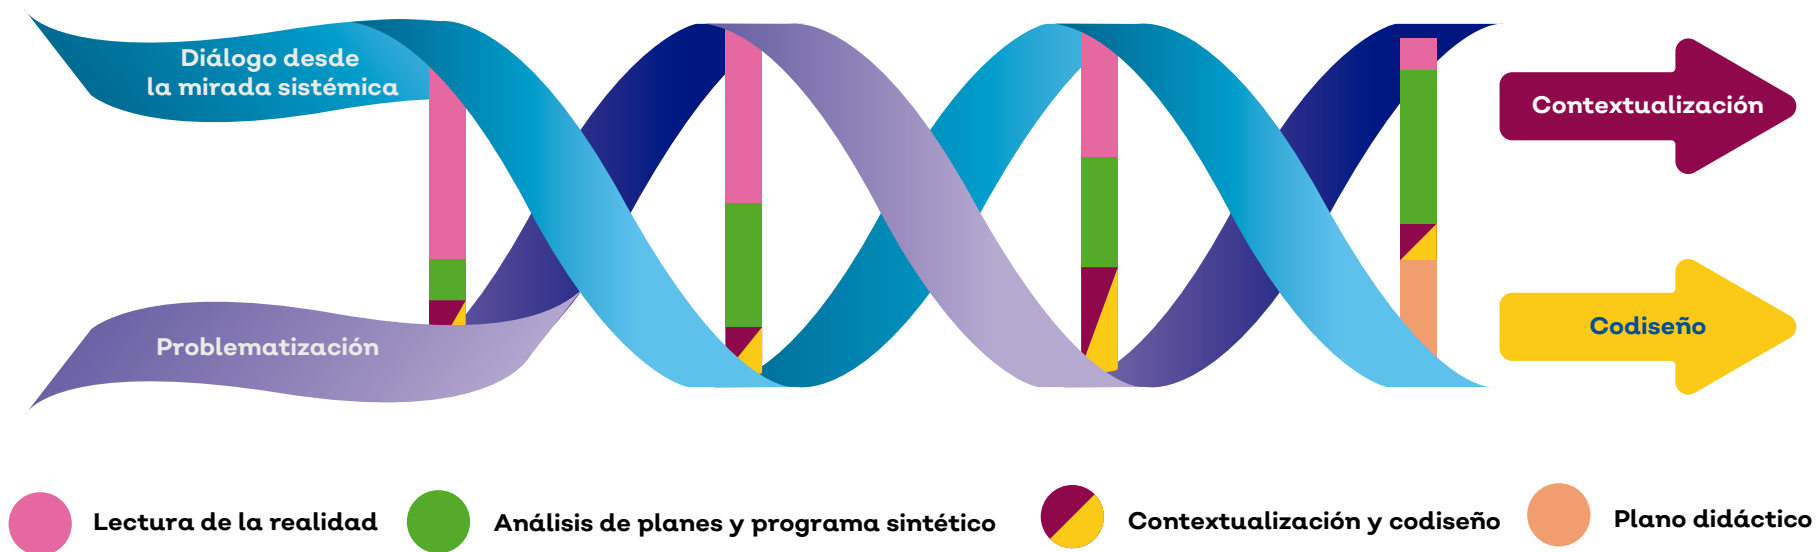 Diálogo desde
la mirada sistémica
Contextualización
Problematización
Codiseño
Lectura de la realidad
Análisis de planes y programa sintético
Contextualización y codiseño
Plano didáctico